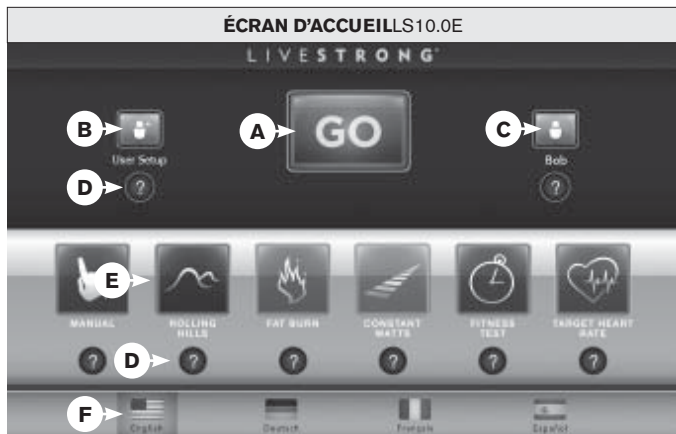 ÉCRAN D'ACCUEILLS10.0E
LIVESTRONG
B
A
GO
C
User Setup
Bob
D
?
?
E
MANUAL
ROLLING HILLS
FAT BURN
CONSTANT WATTS
FITNESS TEST
TARGET HEART RATE
?
D
?
?
?
?
?
F
English
Deutsch
Français
Español